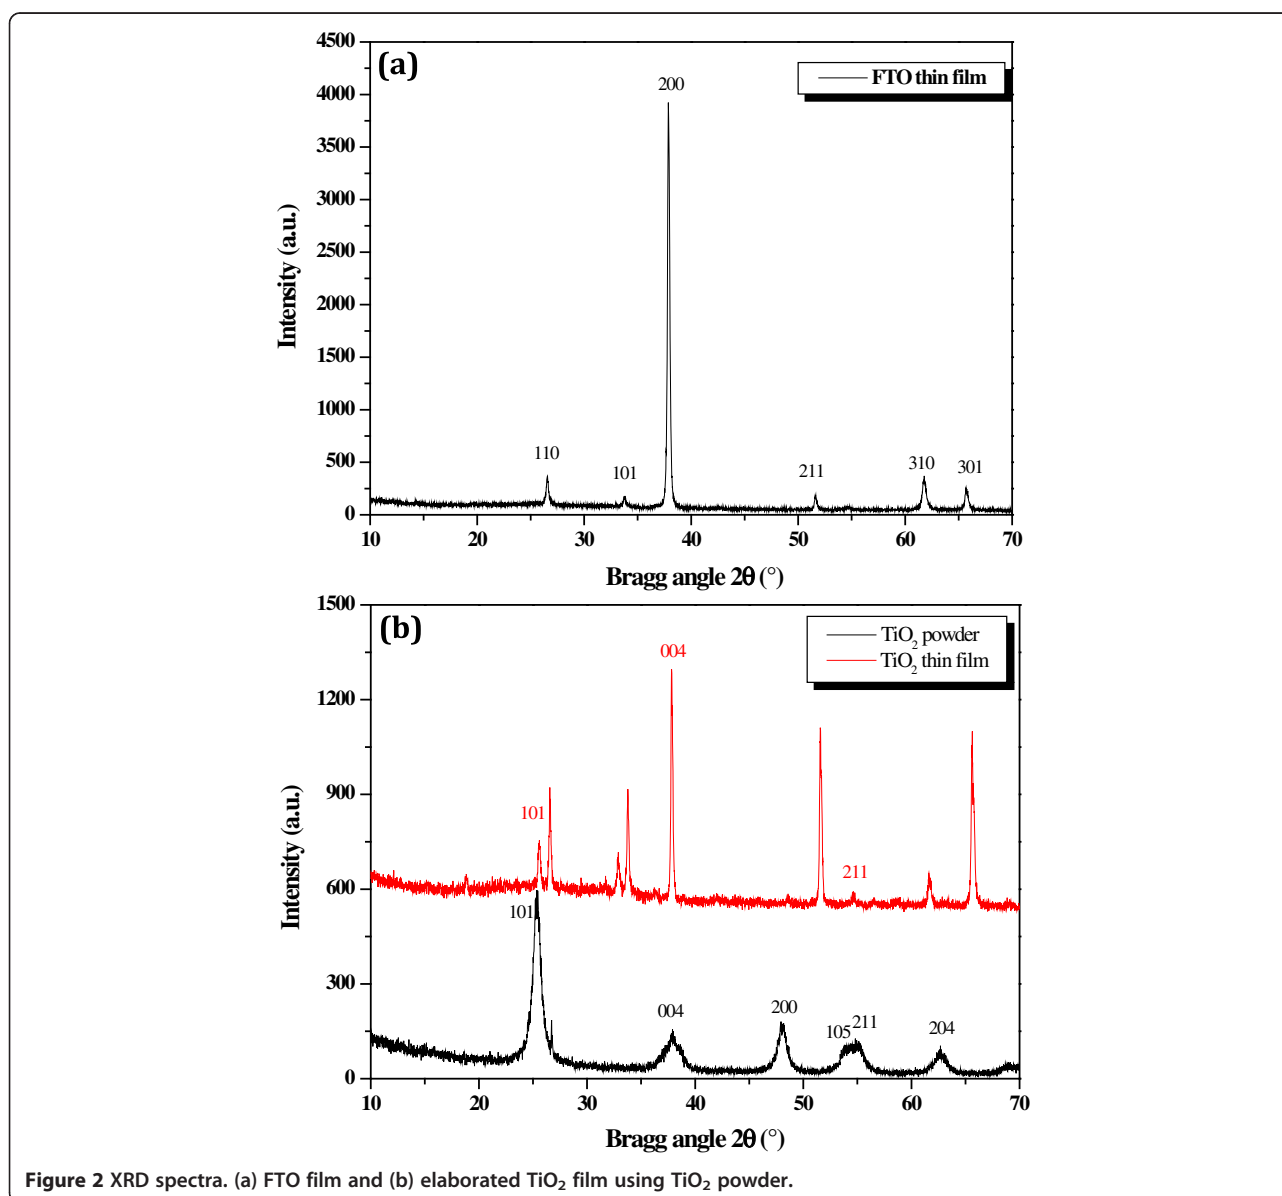 (a)
FTO thin film
4500
4000
3500
3000
2500
2000
1500
1000
500
0
Intensity (a.u.)
110
101
200
211
310
301
10 20 30 40 50 60 70
Bragg angle 2θ (°)
(b)
TiO₂ powder
TiO₂ thin film
1500
1200
900
600
300
0
Intensity (a.u.)
101
004
211
101
004
200
105
211
204
10 20 30 40 50 60 70
Bragg angle 2θ (°)
Figure 2 XRD spectra. (a) FTO film and (b) elaborated TiO₂ film using TiO₂ powder.